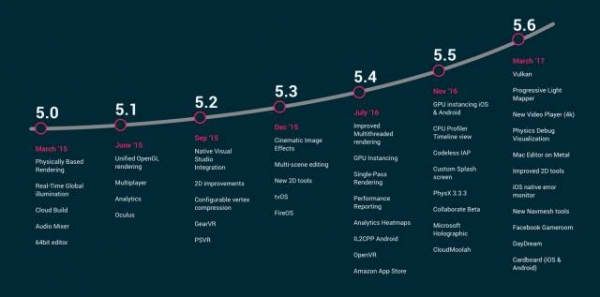 5.0
March '15
Physically Based
Rendering
Real-Time Global
illumination
Cloud Build
Audio Mixer
64bit editor
5.1
June '15
Unified OpenGL
rendering
Multiplayer
Analytics
Oculus
5.2
Sep '15
Native Visual
Studio
Integration
2D improvements
Configurable vertex
compression
GearVR
PSVR
5.3
Dec '15
Cinematic Image
Effects
Multi-scene editing
New 2D tools
tvOS
FireOS
5.4
July '16
Improved
Multithreaded
rendering
GPU Instancing
Single-Pass
Rendering
Performance
Reporting
Analytics Heatmaps
IL2CPP Android
OpenVR
Amazon App Store
5.5
Nov '16
GPU instancing iOS
& Android
CPU Profiler
Timeline view
Codeless IAP
Custom Splash
screen
PhysX 3.3.3
Collaborate Beta
Microsoft
Holographic
CloudMoolah
5.6
March '17
Vulkan
Progressive Light
Mapper
New Video Player (4k)
Physics Debug
Visualization
Mac Editor on Metal
Improved 2D tools
iOS native error
monitor
New Navmesh tools
Facebook Gameroom
DayDream
Cardboard (iOS &
Android)